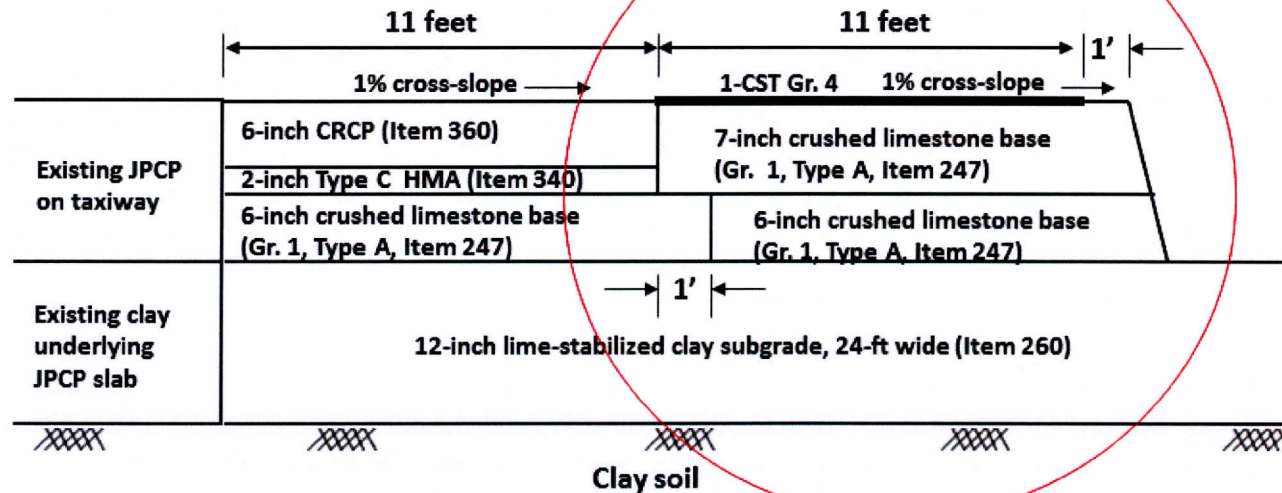 11 feet
11 feet
1'
1% cross-slope
1-CST Gr. 4
1% cross-slope
Existing JPCP
on taxiway
6-inch CRCP (Item 360)
2-inch Type C HMA (Item 340)
6-inch crushed limestone base
(Gr. 1, Type A, Item 247)
7-inch crushed limestone base
(Gr. 1, Type A, Item 247)
6-inch crushed limestone base
(Gr. 1, Type A, Item 247)
1'
Existing clay
underlying
JPCP slab
12-inch lime-stabilized clay subgrade, 24-ft wide (Item 260)
Clay soil